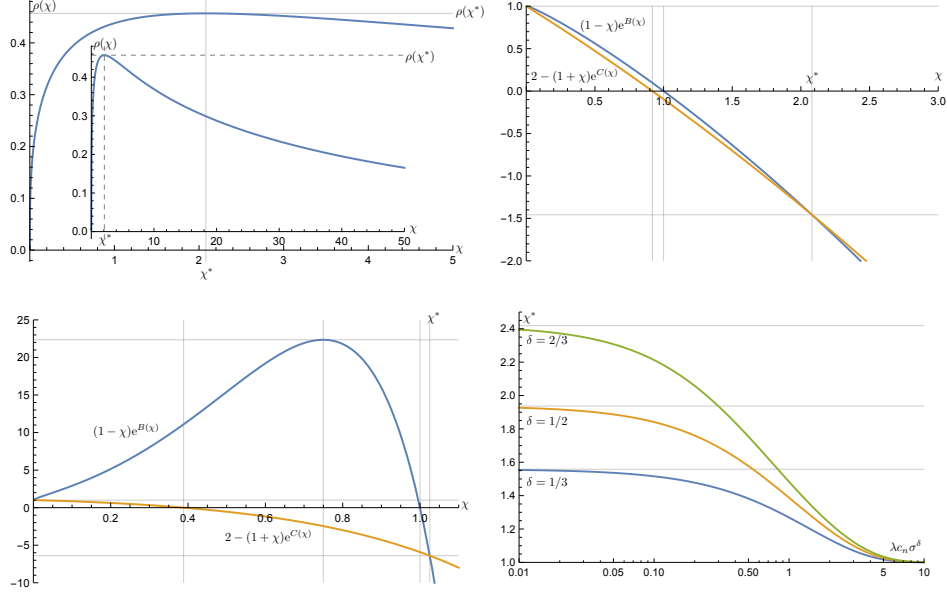 ρ(χ)
ρ(χ*)
0.4
0.3
0.2
0.1
0.0
1
2
3
4
5
χ
χ*
ρ(χ)
ρ(χ*)
0.4
0.3
0.2
0.1
0.0
χ*
10
20
30
40
50
χ
1.0
0.5
0.0
-0.5
-1.0
-1.5
-2.0
(1−χ)e^{B(χ)}
2−(1+χ)e^{C(χ)}
χ*
χ
0.5
1.0
1.5
2.0
2.5
3.0
25
20
15
10
5
0
-5
-10
χ*
(1−χ)e^{B(χ)}
χ
0.2
0.4
0.6
0.8
1.0
2−(1+χ)e^{C(χ)}
χ*
2.4
2.2
2.0
1.8
1.6
1.4
1.2
1.0
δ = 2/3
δ = 1/2
δ = 1/3
λc_nσ^δ
0.01
0.05
0.10
0.50
1
5
10